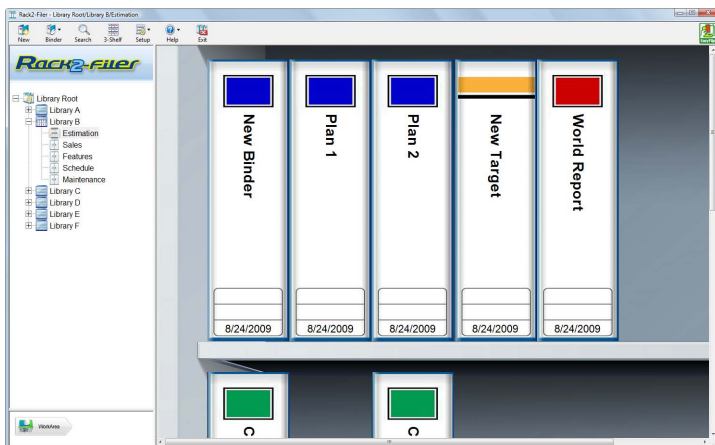 Rack2-Filer - Library Root/Library B/Estimation
New Binder Search 3-Shelf Setup Help Exit
Rack2-Filer
Library Root
Library A
Library B
Estimation
Sales
Features
Schedule
Maintenance
Library C
Library D
Library E
Library F
WorkArea
New Binder
8/24/2009
Plan 1
8/24/2009
Plan 2
8/24/2009
New Target
8/24/2009
World Report
8/24/2009
C
C